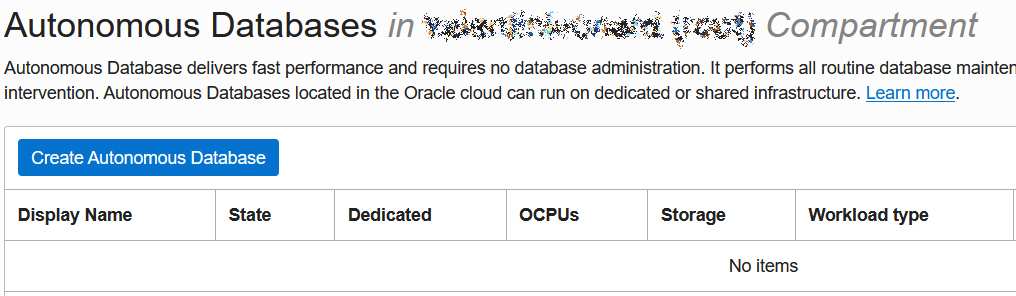 Autonomous Databases in Compartment
Autonomous Database delivers fast performance and requires no database administration. It performs all routine database mainten
intervention. Autonomous Databases located in the Oracle cloud can run on dedicated or shared infrastructure. Learn more.
Create Autonomous Database
Display Name State Dedicated OCPUs Storage Workload type
No items